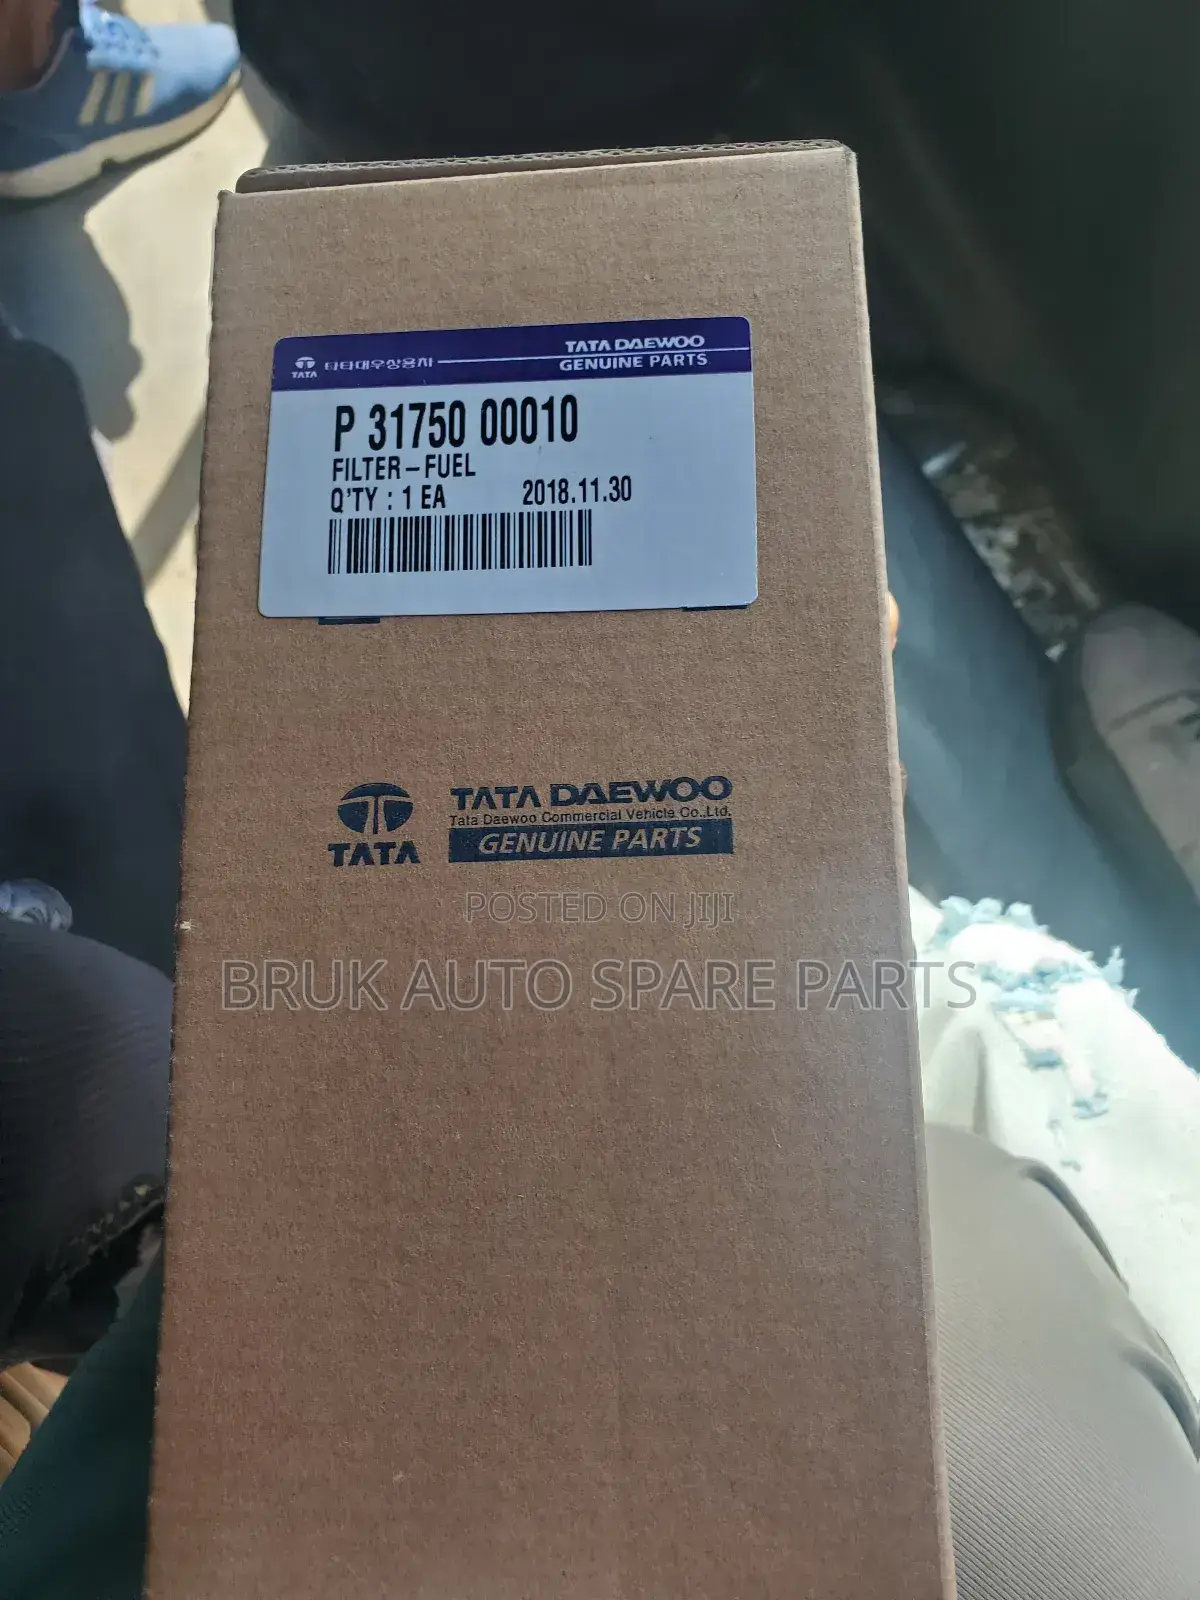 TATA 타타대우상용차
TATA DAEWOO
GENUINE PARTS
P 31750 00010
FILTER-FUEL
Q'TY : 1 EA 2018.11.30
TATA
TATA DAEWOO
Tata Daewoo Commercial Vehicle Co.,Ltd.
GENUINE PARTS
POSTED ON JIJI
BRUK AUTO SPARE PARTS